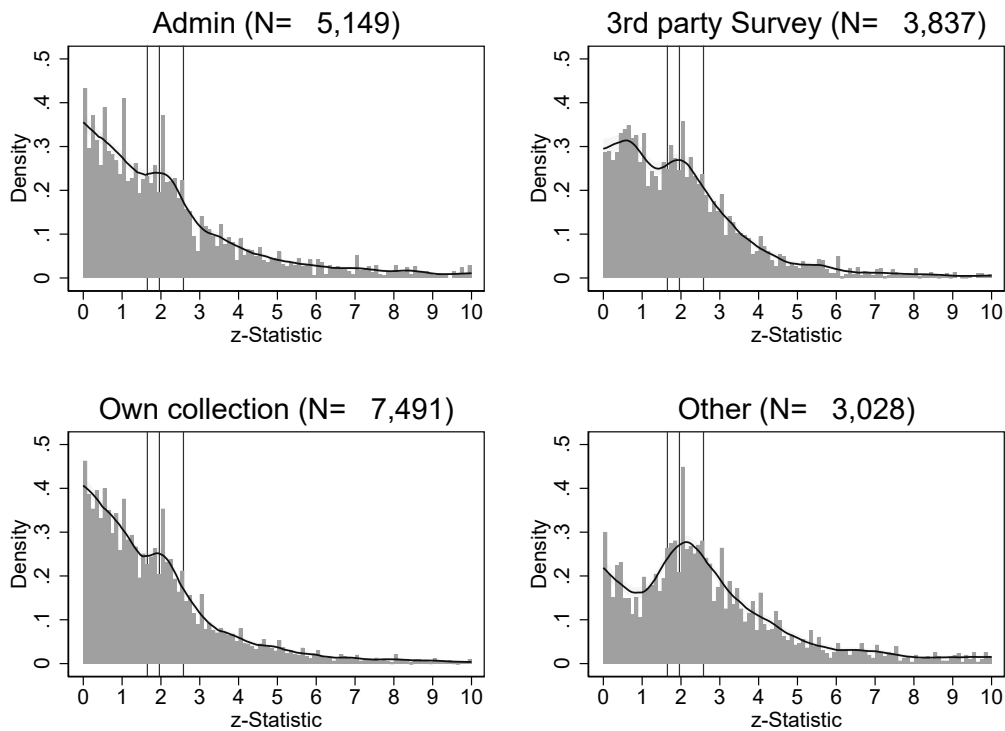 Admin (N= 5,149)
.5
.4
.3
.2
.1
0
Density
0 1 2 3 4 5 6 7 8 9 10
z-Statistic
3rd party Survey (N= 3,837)
.5
.4
.3
.2
.1
0
Density
0 1 2 3 4 5 6 7 8 9 10
z-Statistic
Own collection (N= 7,491)
.5
.4
.3
.2
.1
0
Density
0 1 2 3 4 5 6 7 8 9 10
z-Statistic
Other (N= 3,028)
.5
.4
.3
.2
.1
0
Density
0 1 2 3 4 5 6 7 8 9 10
z-Statistic